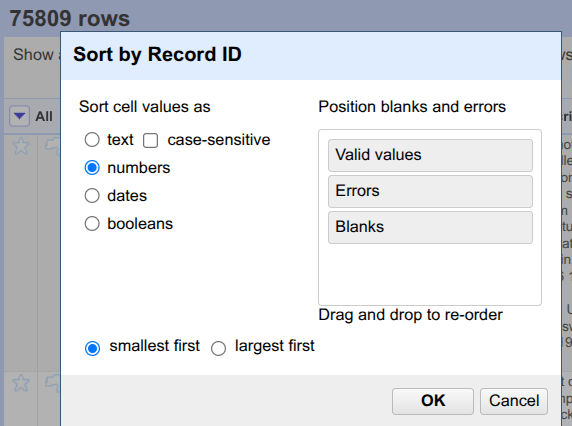 75809 rows
Show
Sort by Record ID
All
Sort cell values as
Position blanks and errors
text case-sensitive
numbers
dates
booleans
Valid values
Errors
Blanks
Drag and drop to re-order
smallest first largest first
OK Cancel